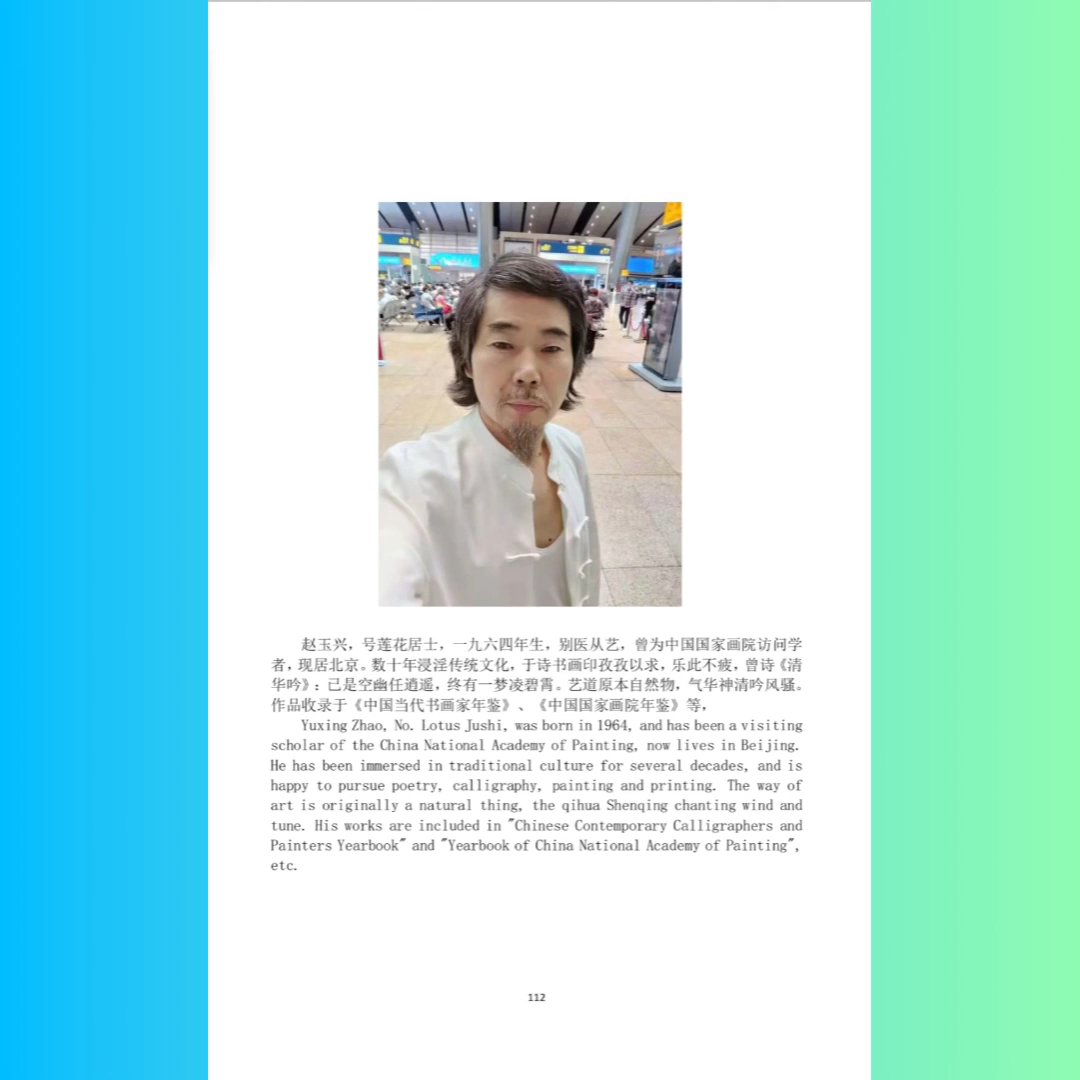 赵玉兴，号莲花居士，一九六四年生，别医从艺，曾为中国国家画院访问学
者，现居北京。数十年浸淫传统文化，于诗书画印孜孜以求，乐此不疲，曾诗《清
华吟》：已是空幽任逍遥，终有一梦凌碧霄。艺道原本自然物，气华神清吟风骚。
作品收录于《中国当代书画家年鉴》、《中国国家画院年鉴》等，
Yuxing Zhao, No. Lotus Jushi, was born in 1964, and has been a visiting
scholar of the China National Academy of Painting, now lives in Beijing.
He has been immersed in traditional culture for several decades, and is
happy to pursue poetry, calligraphy, painting and printing. The way of
art is originally a natural thing, the qihua Shenqing chanting wind and
tune. His works are included in "Chinese Contemporary Calligraphers and
Painters Yearbook" and "Yearbook of China National Academy of Painting",
etc.
112